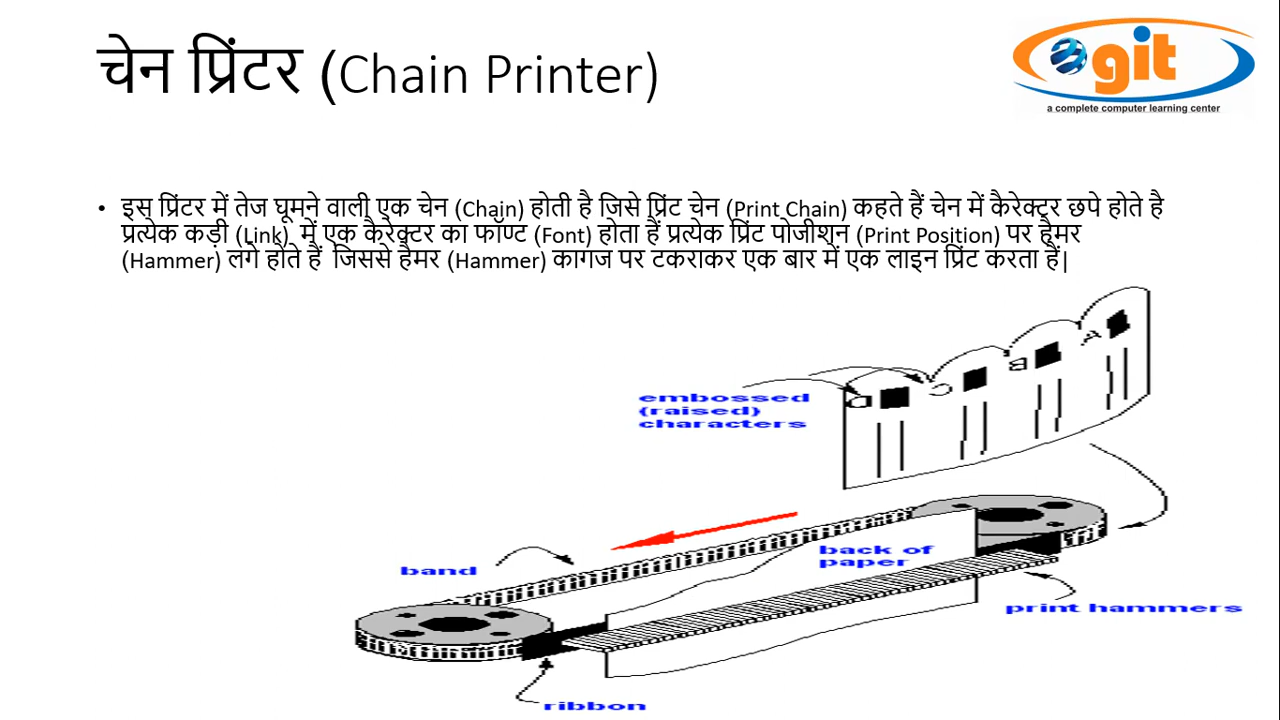 चेन प्रिंटर (Chain Printer)
egit
a complete computer learning center
• इस प्रिंटर में तेज घूमने वाली एक चेन (Chain) होती है जिसे प्रिंट चेन (Print Chain) कहते हैं चेन में कैरेक्टर छपे होते है
प्रत्येक कड़ी (Link) में एक कैरेक्टर का फॉण्ट (Font) होता हैं प्रत्येक प्रिंट पोजीशन (Print Position) पर हैमर
(Hammer) लगे होते हैं जिससे हैमर (Hammer) कागज पर टकराकर एक बार में एक लाइन प्रिंट करता हैं|
embossed
(raised)
characters
D C B A
back of
paper
band
print hammers
ribbon